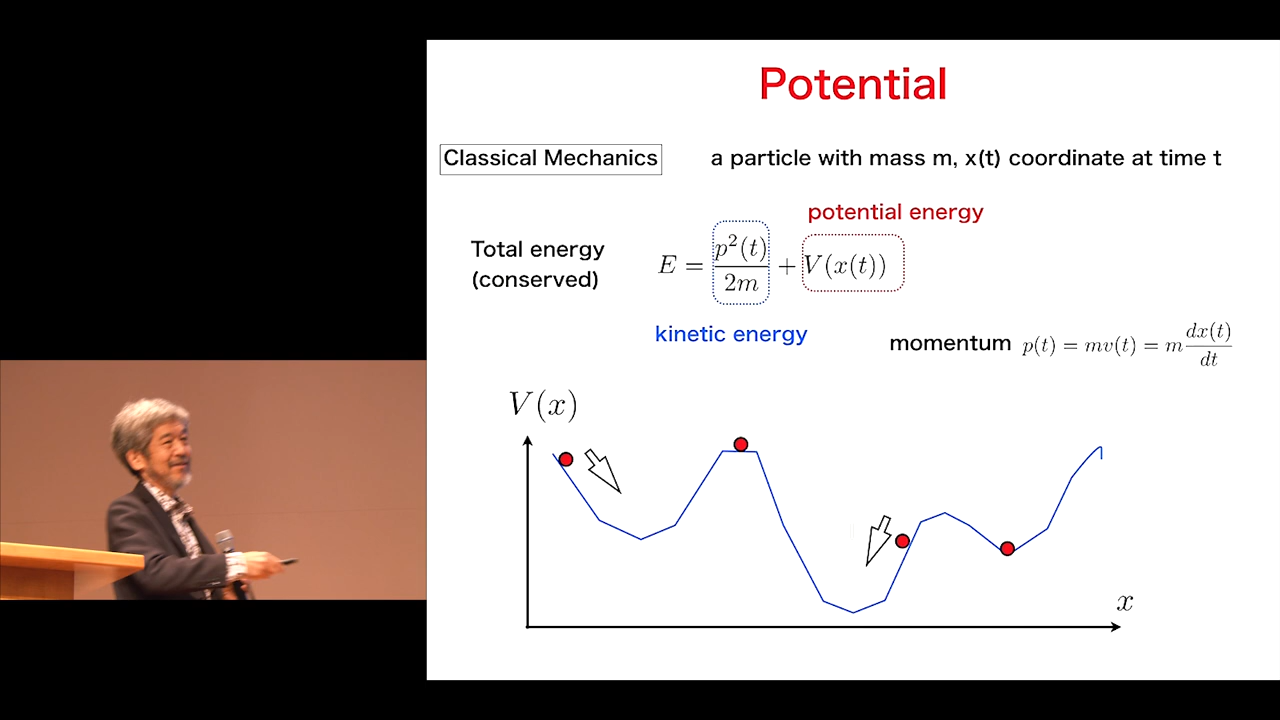 Potential
Classical Mechanics
a particle with mass m, x(t) coordinate at time t
potential energy
Total energy
(conserved)
E = p²(t)/2m + V(x(t))
kinetic energy
momentum p(t) = mv(t) = m dx(t)/dt
V(x)
x